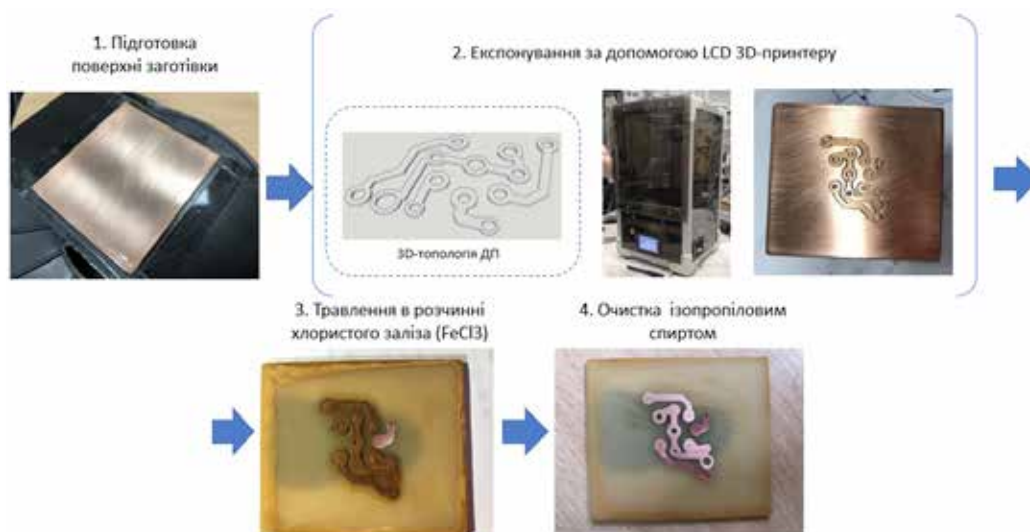 1. Підготовка
поверхні заготівки
2. Експонування за допомогою LCD 3D-принтеру
3D-топологія ДП
3. Травлення в розчинні
хлористого заліза (FeCl3)
4. Очистка ізопропіловим
спиртом